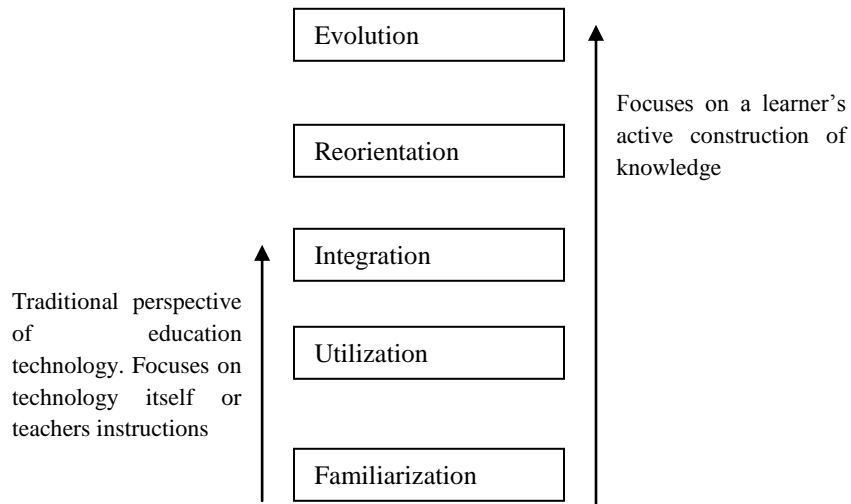 Evolution
Focuses on a learner's
active construction of
knowledge
Reorientation
Integration
Traditional perspective
of education
technology. Focuses on
technology itself or
teachers instructions
Utilization
Familiarization